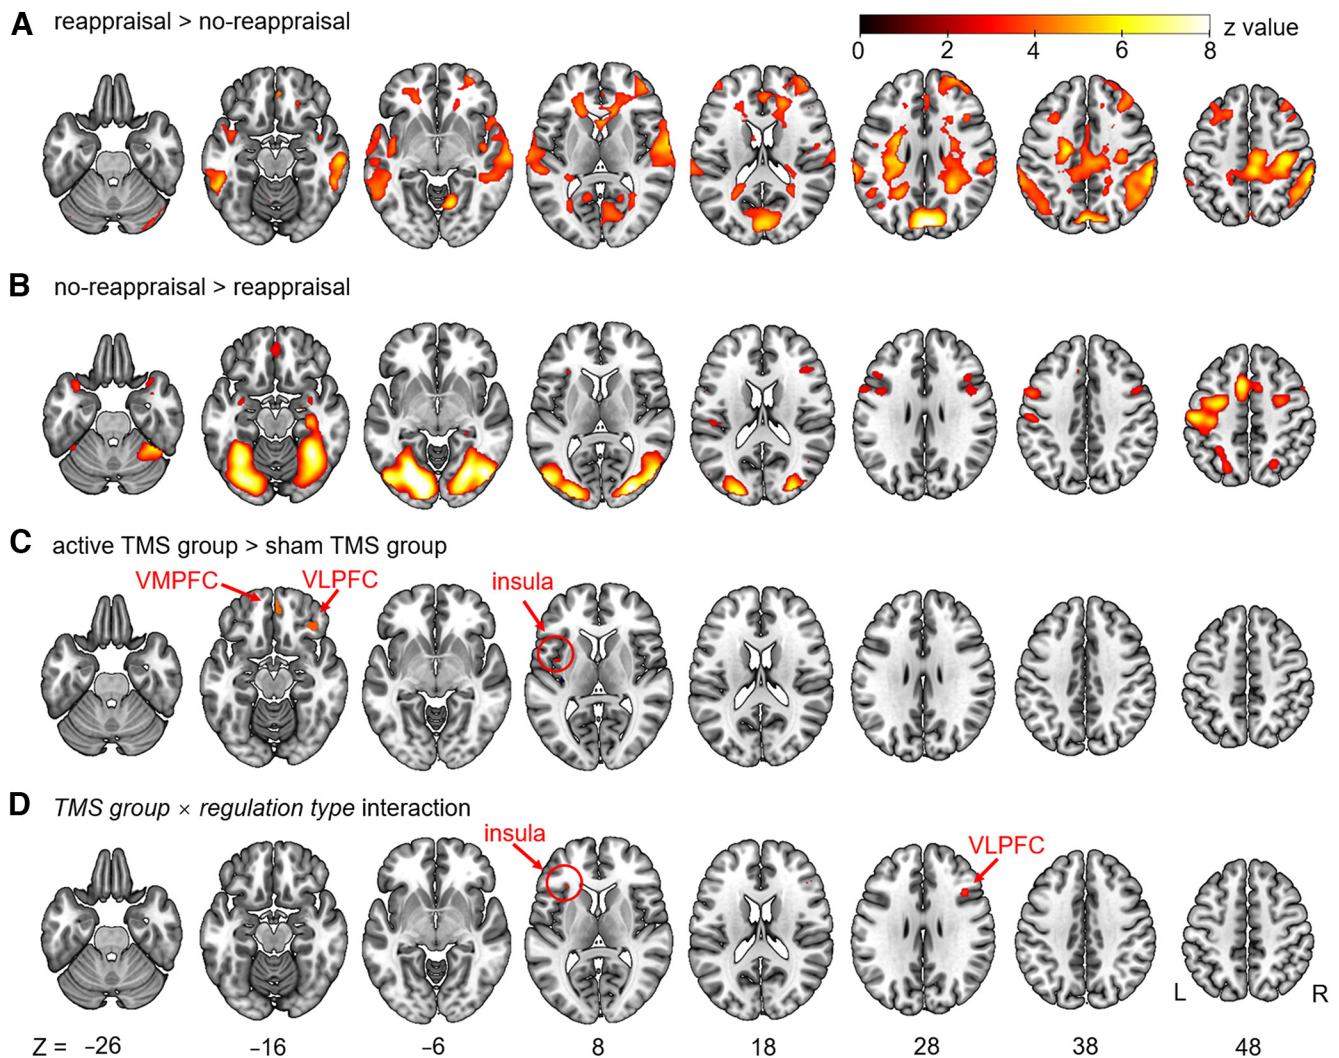 A reappraisal > no-reappraisal
z value
0 2 4 6 8
B no-reappraisal > reappraisal
C active TMS group > sham TMS group
VMPFC VLPFC insula
D TMS group × regulation type interaction
insula VLPFC
L R
Z = −26 −16 −6 8 18 28 38 48